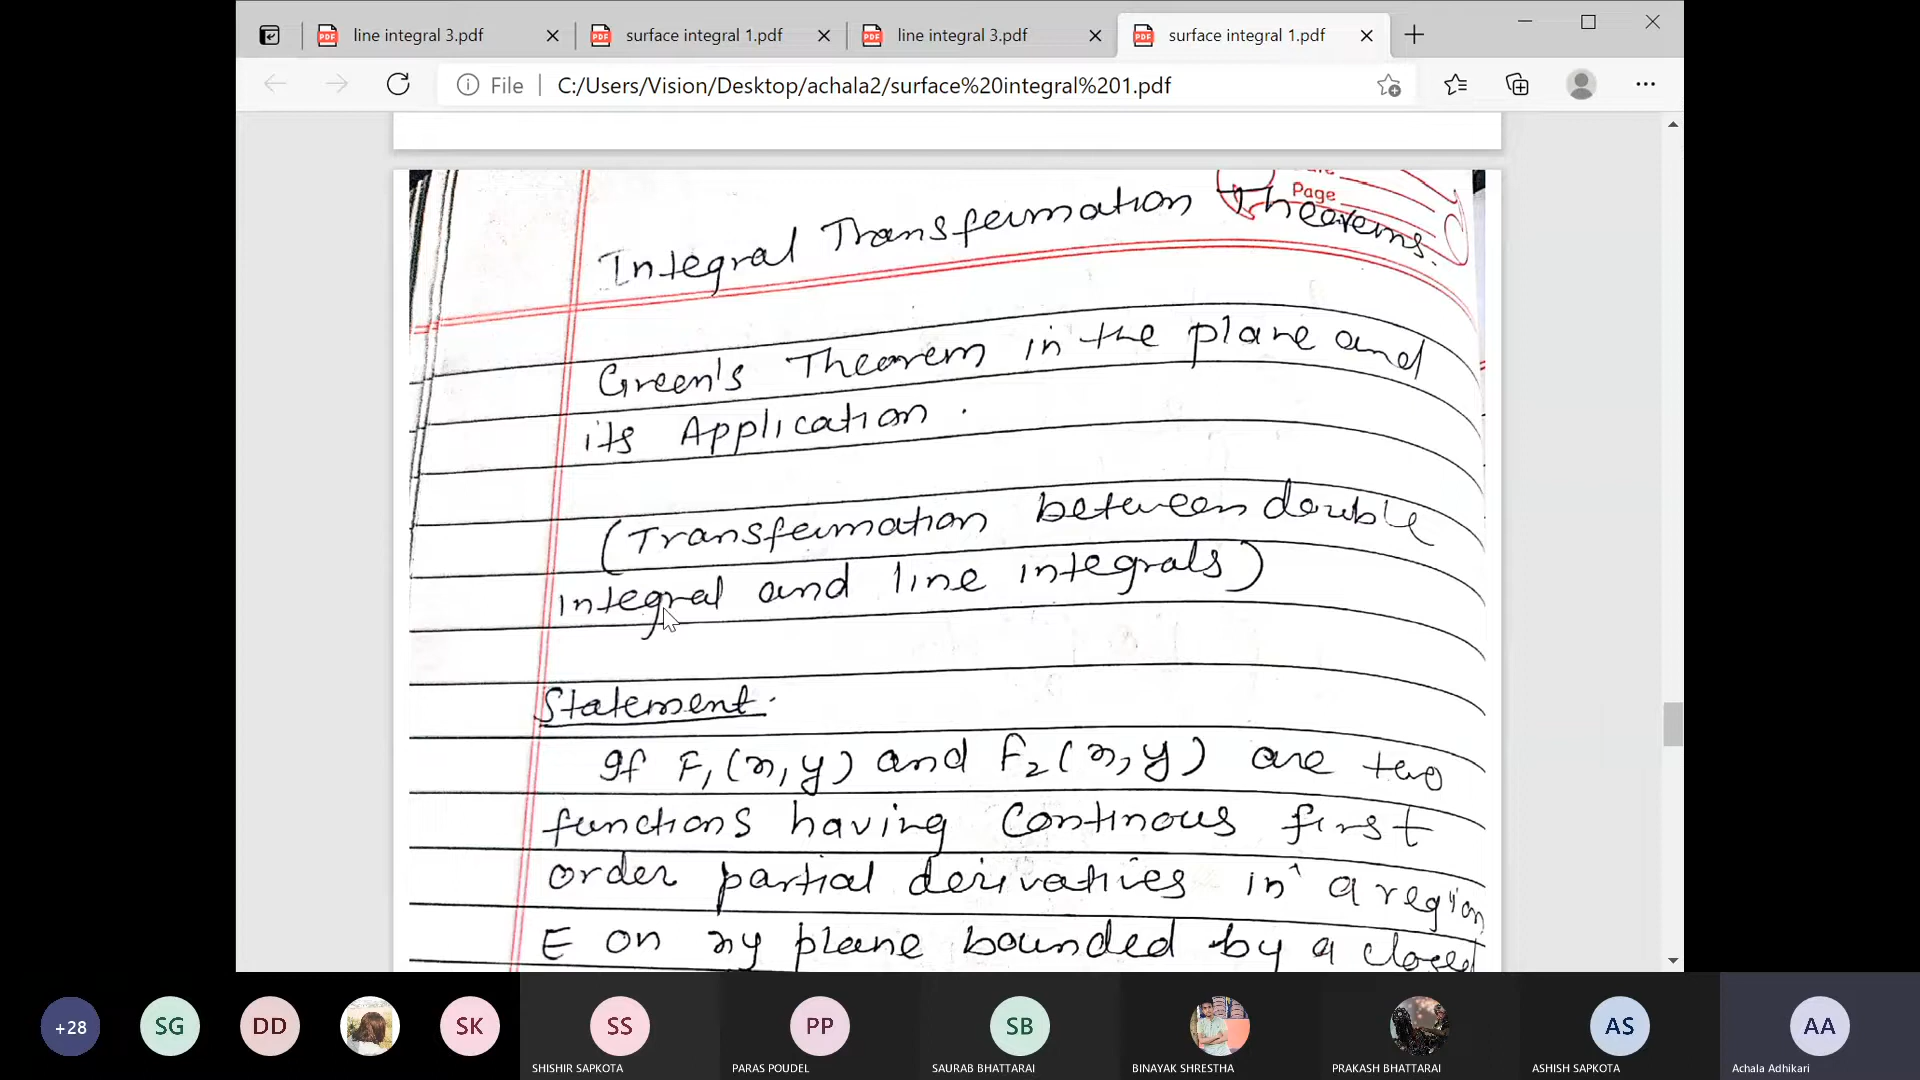 line integral 3.pdf
surface integral 1.pdf
line integral 3.pdf
surface integral 1.pdf
File
C:/Users/Vision/Desktop/achala2/surface%20integral%201.pdf
Page
Integral Transformation Theorems.
Green's Theorem in the plane and
its Application.
(Transformation between double
integral and line integrals)
Statement.
If F₁(x,y) and F₂(x,y) are two
functions having continous first
order partial derivatives in a region
E on xy plane bounded by a closed
+28
SG
DD
SK
SS
PP
SB
AS
AA
SHISHIR SAPKOTA
PARAS POUDEL
SAURAB BHATTARAI
BINAYAK SHRESTHA
PRAKASH BHATTARAI
ASHISH SAPKOTA
Achala Adhikari